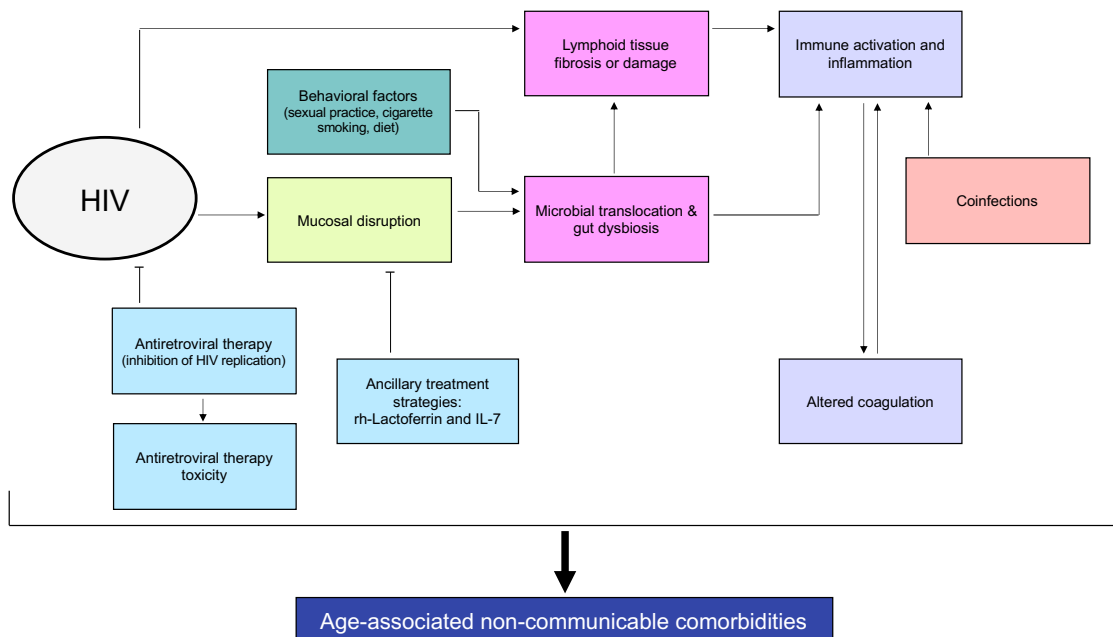 Lymphoid tissue
fibrosis or damage
Immune activation and
inflammation
Behavioral factors
(sexual practice, cigarette
smoking, diet)
HIV
Mucosal disruption
Microbial translocation &
gut dysbiosis
Coinfections
Antiretroviral therapy
(inhibition of HIV replication)
Ancillary treatment
strategies:
rh-Lactoferrin and IL-7
Altered coagulation
Antiretroviral therapy
toxicity
Age-associated non-communicable comorbidities